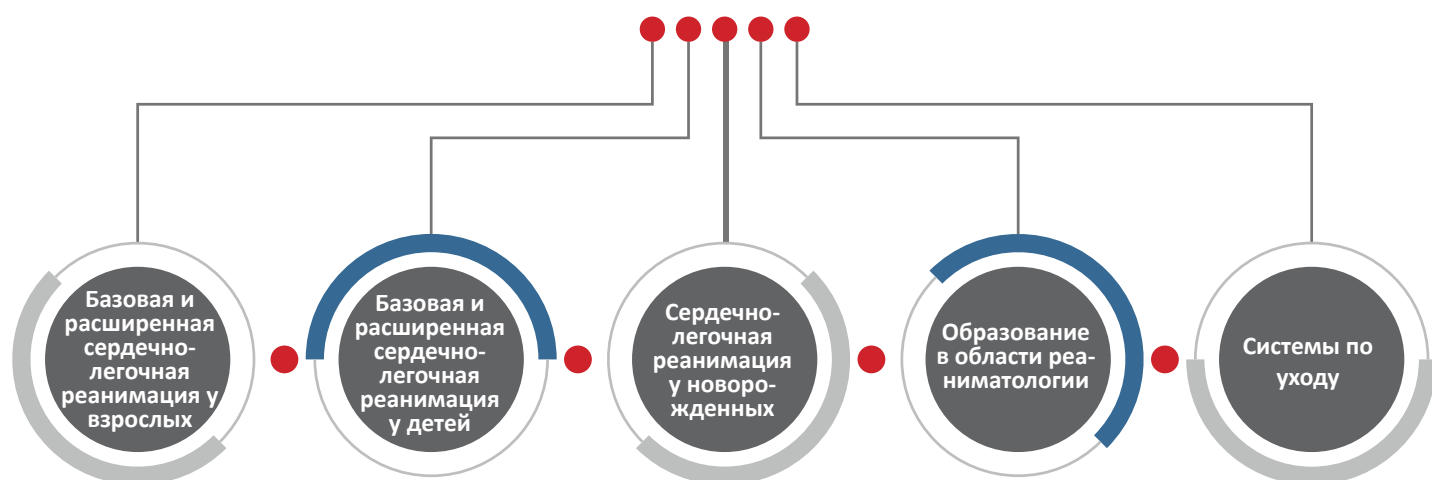 Базовая и
расширенная
сердечно-
легочная
реанимация у
взрослых
Базовая и
расширенная
сердечно-
легочная
реанимация
у детей
Сердечно-
легочная
реанимация
у новоро-
жденных
Образование
в области реа-
ниматологии
Системы по
уходу